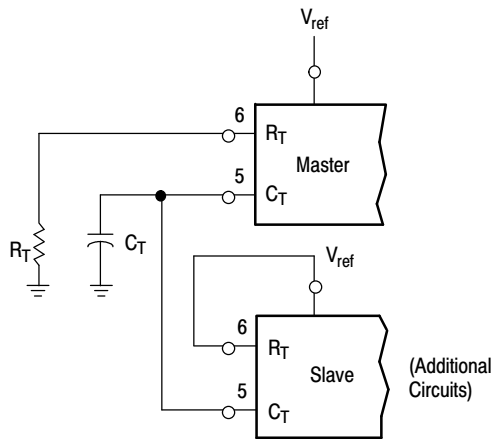 V_ref
6
R_T
Master
5
C_T
R_T
C_T
V_ref
6
R_T
Slave
(Additional
Circuits)
5
C_T